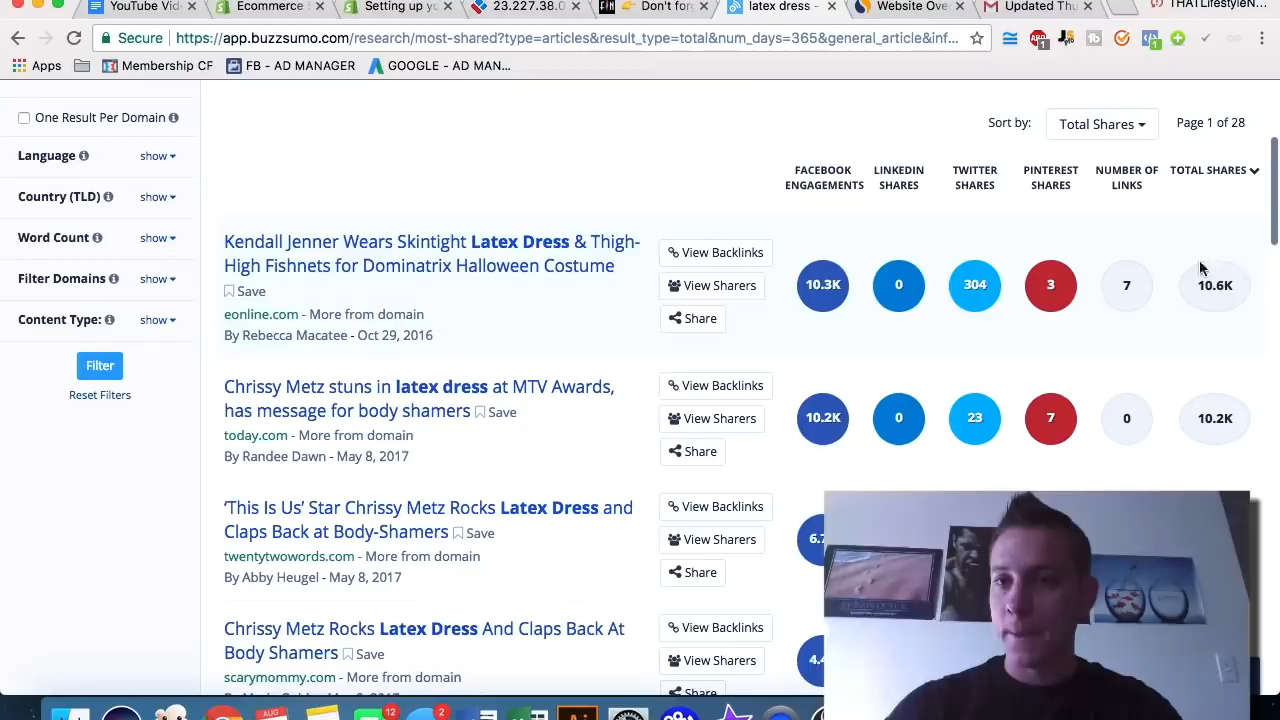 YouTube Video
Ecommerce S
Setting up yo
23.227.38.0
Don't forg
latex dress -
Website Over
Updated Thu
THATLifestyleN
Secure
https://app.buzzsumo.com/research/most-shared?type=articles&result_type=total&num_days=365&general_article&inf...
Apps
Membership CF
FB - AD MANAGER
GOOGLE - AD MAN...
One Result Per Domain
Language
show
Country (TLD)
show
Word Count
show
Filter Domains
show
Content Type:
show
Filter
Reset Filters
Sort by:
Total Shares
Page 1 of 28
FACEBOOK ENGAGEMENTS
LINKEDIN SHARES
TWITTER SHARES
PINTEREST SHARES
NUMBER OF LINKS
TOTAL SHARES
Kendall Jenner Wears Skintight Latex Dress & Thigh-
High Fishnets for Dominatrix Halloween Costume
Save
eonline.com - More from domain
By Rebecca Macatee - Oct 29, 2016
View Backlinks
View Sharers
Share
10.3K
0
304
3
7
10.6K
Chrissy Metz stuns in latex dress at MTV Awards,
has message for body shamers Save
today.com - More from domain
By Randee Dawn - May 8, 2017
View Backlinks
View Sharers
Share
10.2K
0
23
7
0
10.2K
'This Is Us' Star Chrissy Metz Rocks Latex Dress and
Claps Back at Body-Shamers Save
twentytwowords.com - More from domain
By Abby Heugel - May 8, 2017
View Backlinks
View Sharers
Share
6.7
Chrissy Metz Rocks Latex Dress And Claps Back At
Body Shamers Save
scarymommy.com - More from domain
View Backlinks
View Sharers
Share
4.4
AUG
12
2